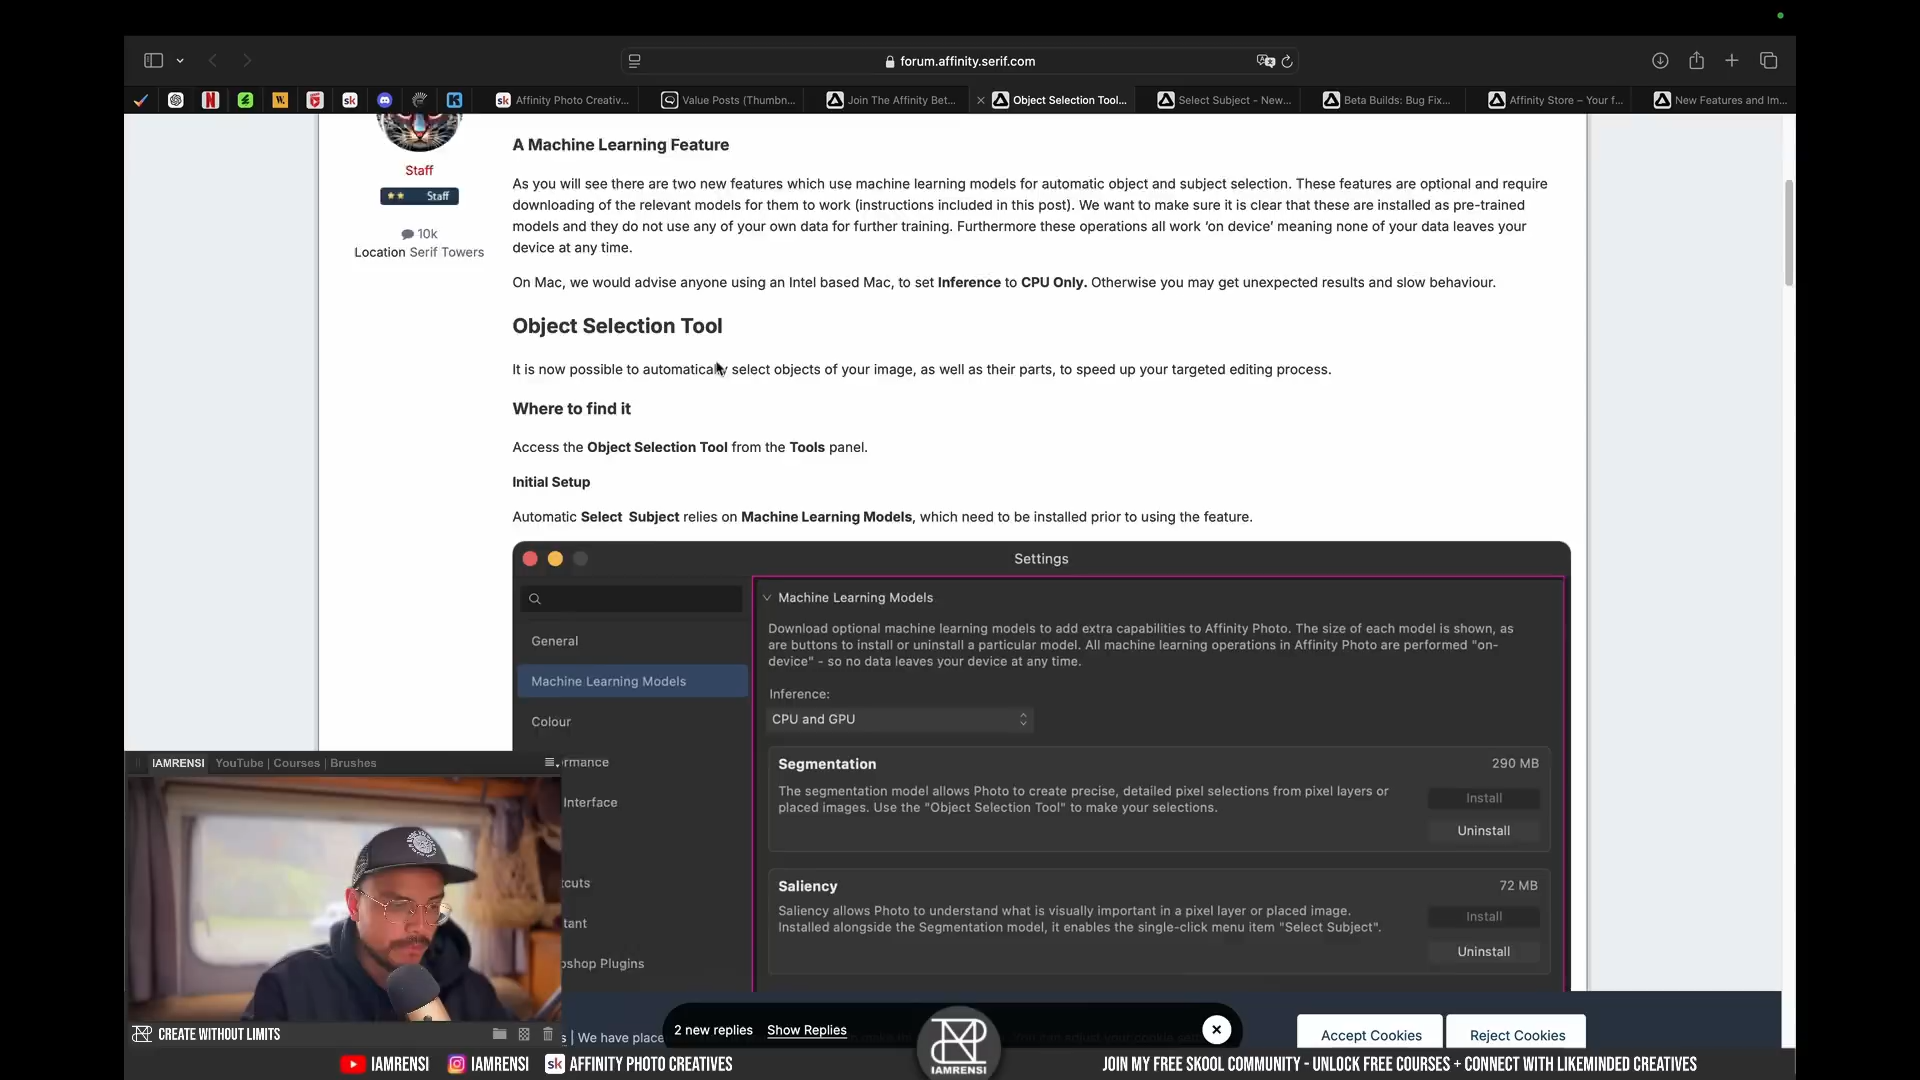 forum.affinity.serif.com
Affinity Photo Creativ...
Value Posts (Thumbn...
Join The Affinity Bet...
Object Selection Tool...
Select Subject - New...
Beta Builds: Bug Fix...
Affinity Store – Your f...
New Features and Im...
Staff
Staff
10k
Location Serif Towers
A Machine Learning Feature
As you will see there are two new features which use machine learning models for automatic object and subject selection. These features are optional and require
downloading of the relevant models for them to work (instructions included in this post). We want to make sure it is clear that these are installed as pre-trained
models and they do not use any of your own data for further training. Furthermore these operations all work ‘on device’ meaning none of your data leaves your
device at any time.
On Mac, we would advise anyone using an Intel based Mac, to set Inference to CPU Only. Otherwise you may get unexpected results and slow behaviour.
Object Selection Tool
It is now possible to automatically select objects of your image, as well as their parts, to speed up your targeted editing process.
Where to find it
Access the Object Selection Tool from the Tools panel.
Initial Setup
Automatic Select Subject relies on Machine Learning Models, which need to be installed prior to using the feature.
Settings
General
Machine Learning Models
Colour
ormance
Interface
cuts
tant
shop Plugins
Machine Learning Models
Download optional machine learning models to add extra capabilities to Affinity Photo. The size of each model is shown, as
are buttons to install or uninstall a particular model. All machine learning operations in Affinity Photo are performed "on-
device" - so no data leaves your device at any time.
Inference:
CPU and GPU
Segmentation
290 MB
The segmentation model allows Photo to create precise, detailed pixel selections from pixel layers or
placed images. Use the "Object Selection Tool" to make your selections.
Install
Uninstall
Saliency
72 MB
Saliency allows Photo to understand what is visually important in a pixel layer or placed image.
Installed alongside the Segmentation model, it enables the single-click menu item "Select Subject".
Install
Uninstall
IAMRENSI
YouTube | Courses | Brushes
CREATE WITHOUT LIMITS
s | We have place
2 new replies
Show Replies
Accept Cookies
Reject Cookies
IAMRENSI
IAMRENSI
sk AFFINITY PHOTO CREATIVES
IAMRENSI
JOIN MY FREE SKOOL COMMUNITY - UNLOCK FREE COURSES + CONNECT WITH LIKEMINDED CREATIVES